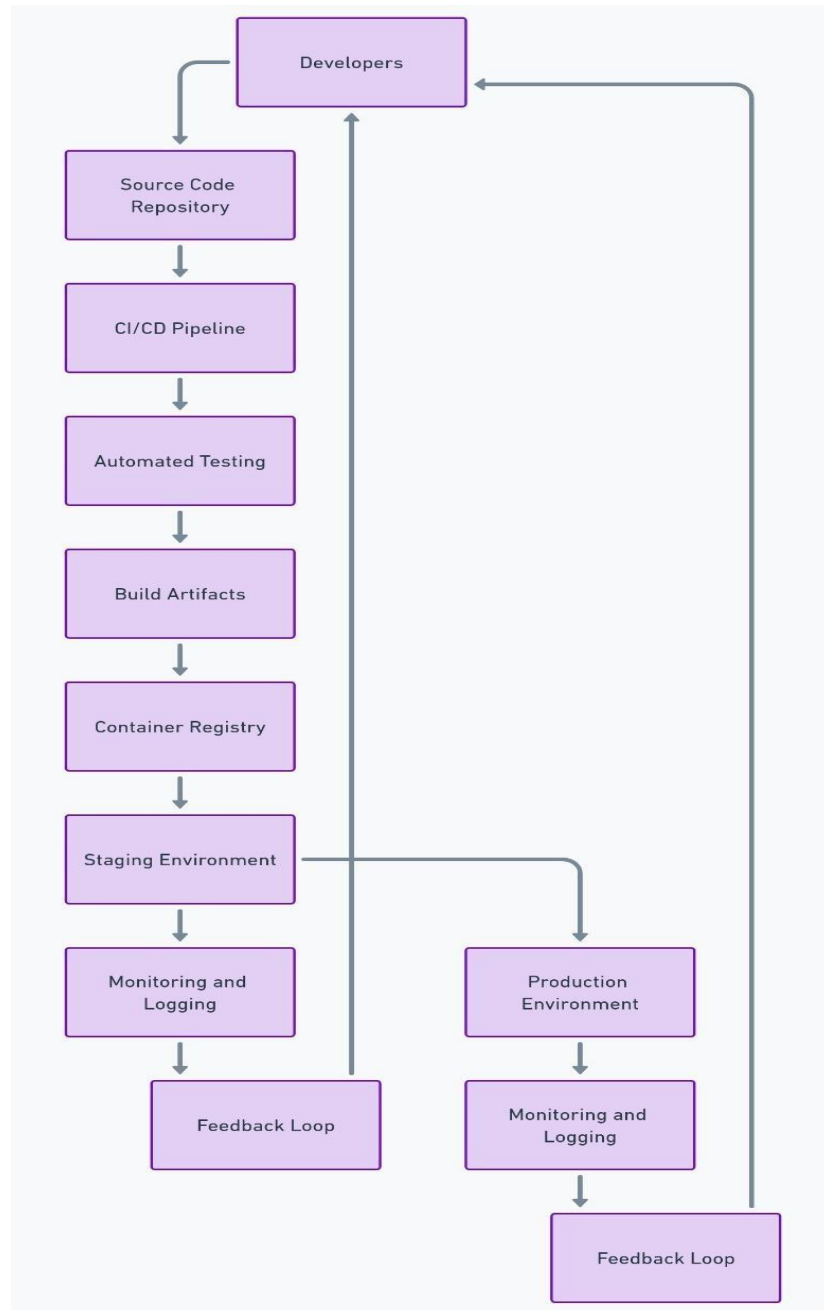 Developers
Source Code
Repository
CI/CD Pipeline
Automated Testing
Build Artifacts
Container Registry
Staging Environment
Monitoring and
Logging
Feedback Loop
Production
Environment
Monitoring and
Logging
Feedback Loop